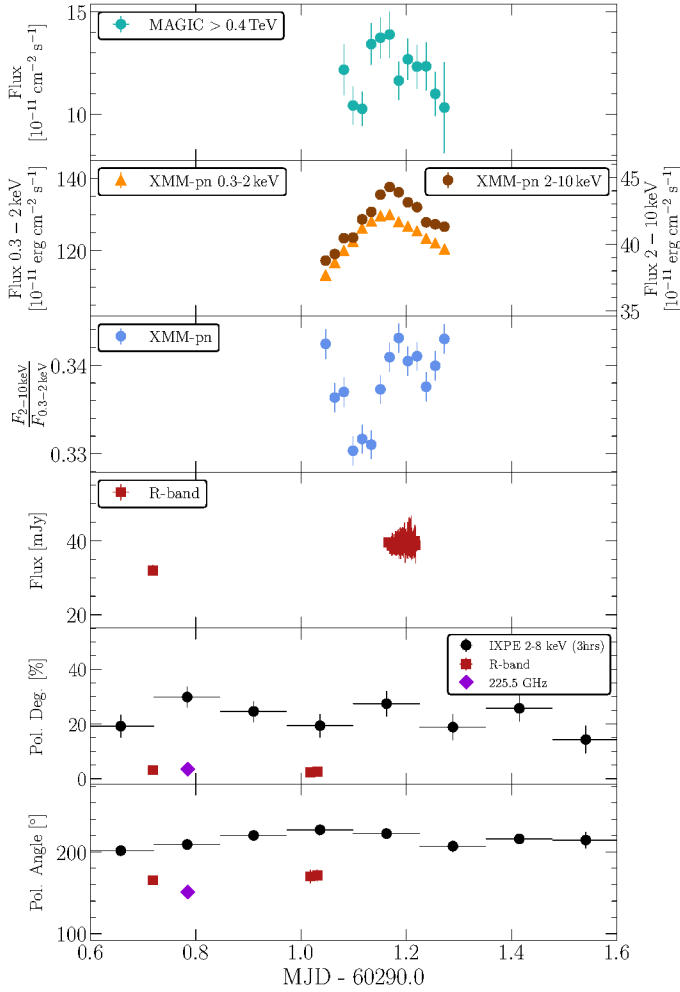 MAGIC > 0.4 TeV
15
10
Flux
[10−11 cm−2 s−1]
XMM-pn 0.3-2 keV
XMM-pn 2-10 keV
140
120
Flux 0.3 − 2 keV
[10−11 erg cm−2 s−1]
45
40
35
Flux 2 − 10 keV
[10−11 erg cm−2 s−1]
XMM-pn
0.34
0.33
F2−10 keV
F0.3−2 keV
R-band
60
40
20
Flux [mJy]
IXPE 2-8 keV (3hrs)
R-band
225.5 GHz
40
20
0
Pol. Deg. [%]
200
100
Pol. Angle [°]
0.6
0.8
1.0
1.2
1.4
1.6
MJD - 60290.0